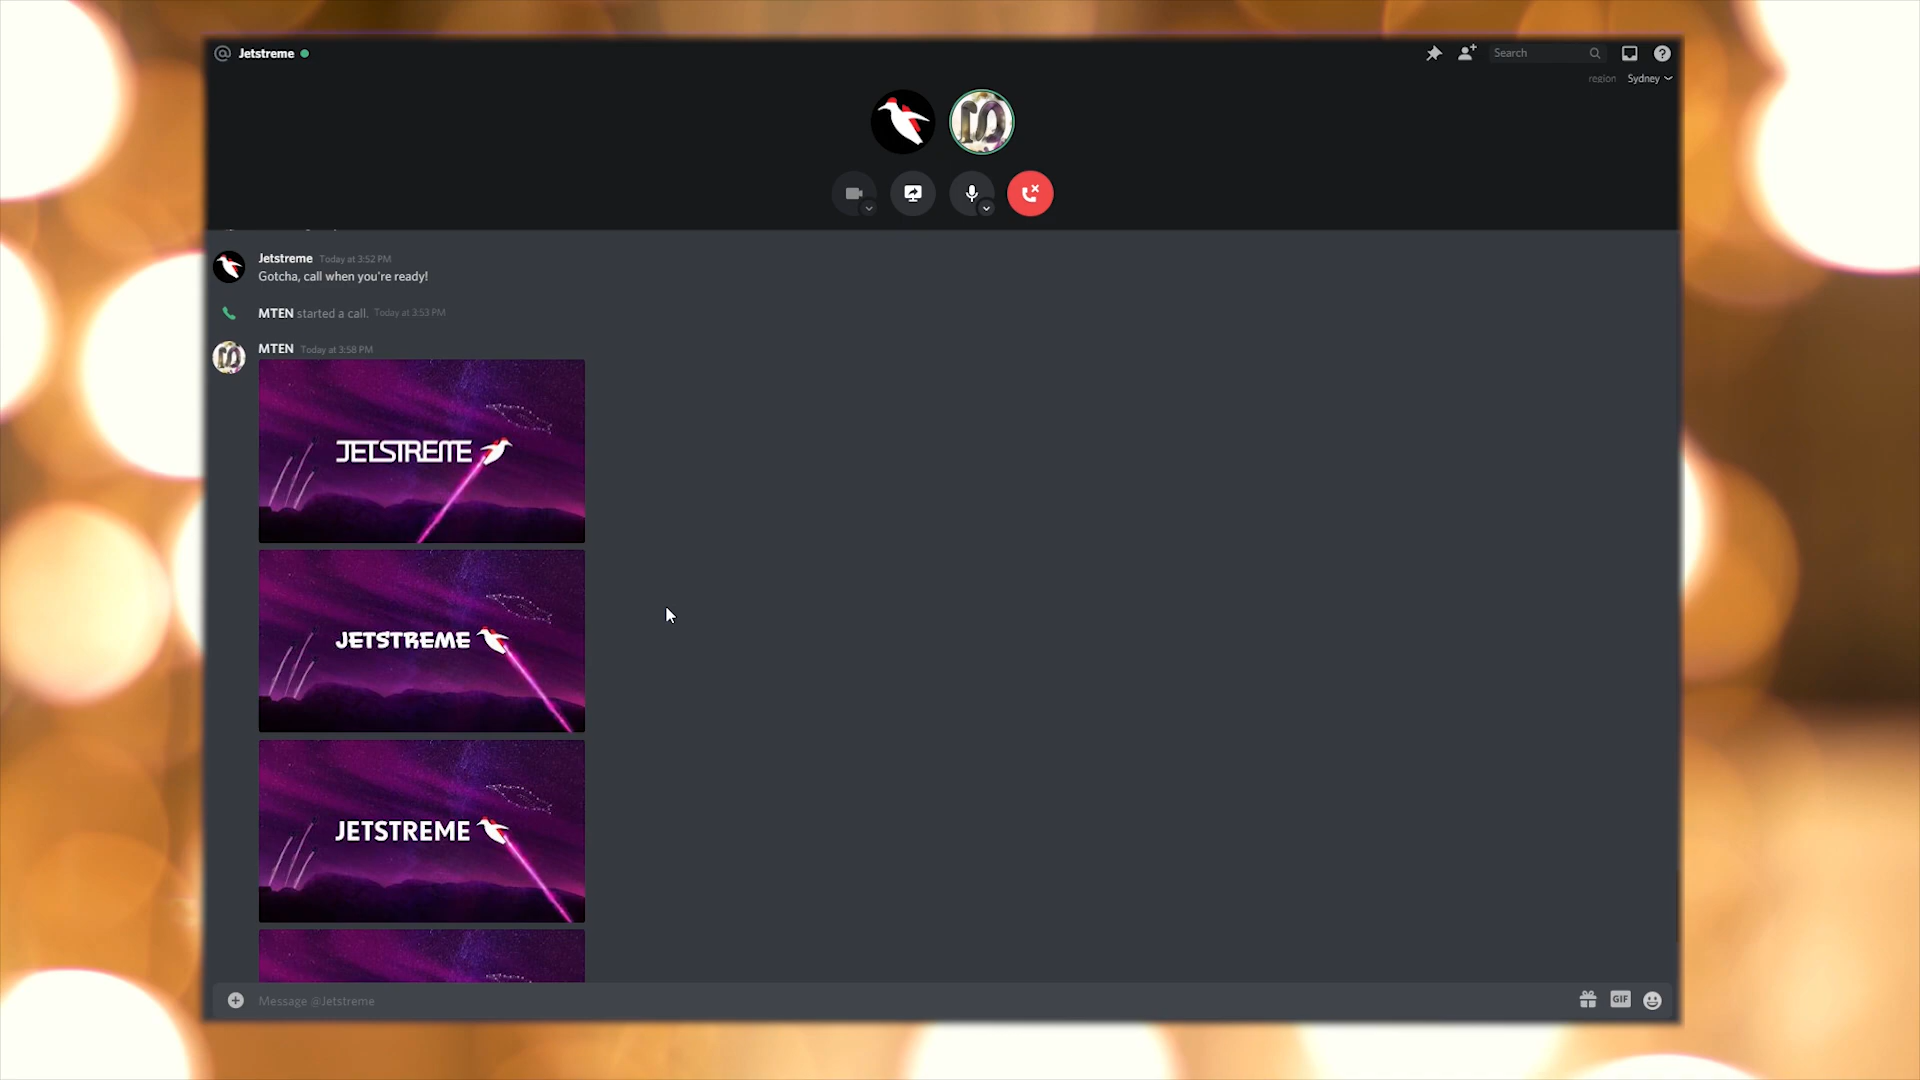 @ Jetstreme
Search
region Sydney
Jetstreme Today at 3:52 PM
Gotcha, call when you're ready!
MTEN started a call. Today at 3:53 PM
MTEN Today at 3:58 PM
JETSTREME
JETSTREME
JETSTREME
Message @Jetstreme
GIF